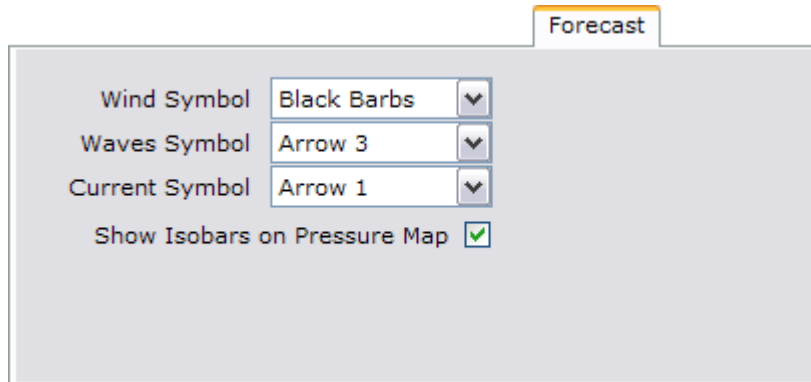 Forecast
Wind Symbol Black Barbs
Waves Symbol Arrow 3
Current Symbol Arrow 1
Show Isobars on Pressure Map